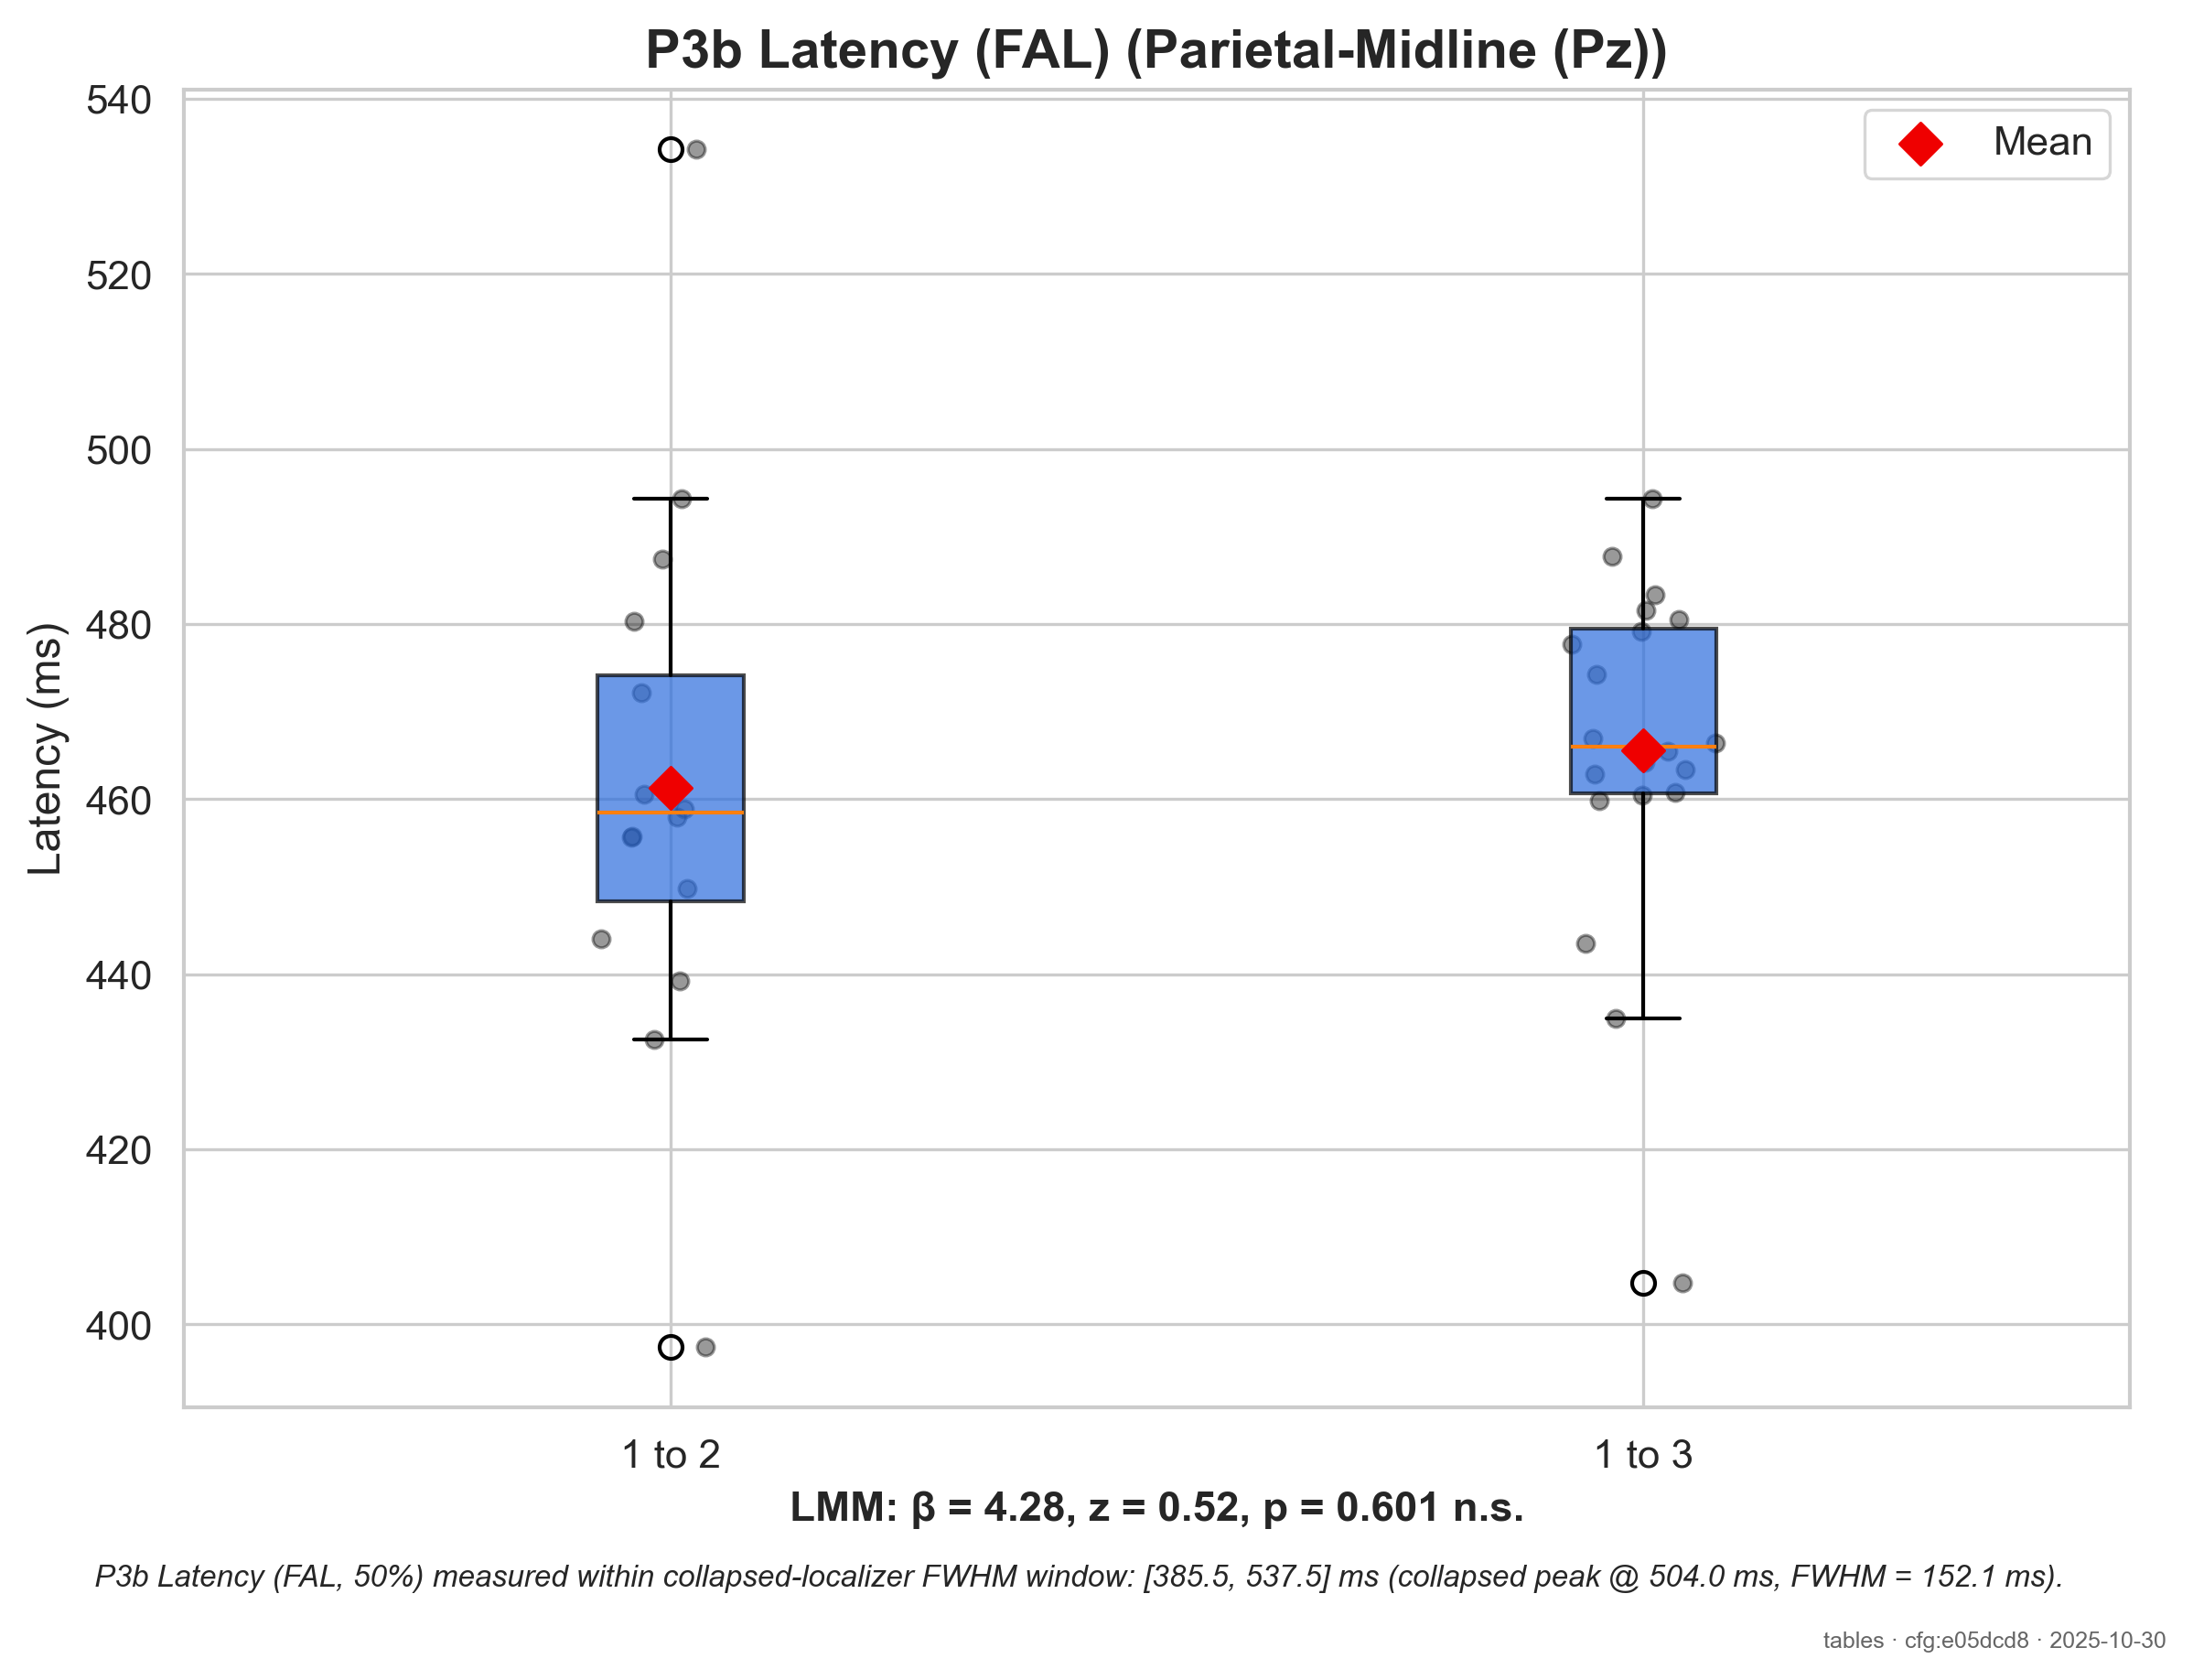 P3b Latency (FAL) (Parietal-Midline (Pz))
540
520
500
480
460
440
420
400
Latency (ms)
Mean
1 to 2
1 to 3
LMM: β = 4.28, z = 0.52, p = 0.601 n.s.
P3b Latency (FAL, 50%) measured within collapsed-localizer FWHM window: [385.5, 537.5] ms (collapsed peak @ 504.0 ms, FWHM = 152.1 ms).
tables · cfg:e05dcd8 · 2025-10-30